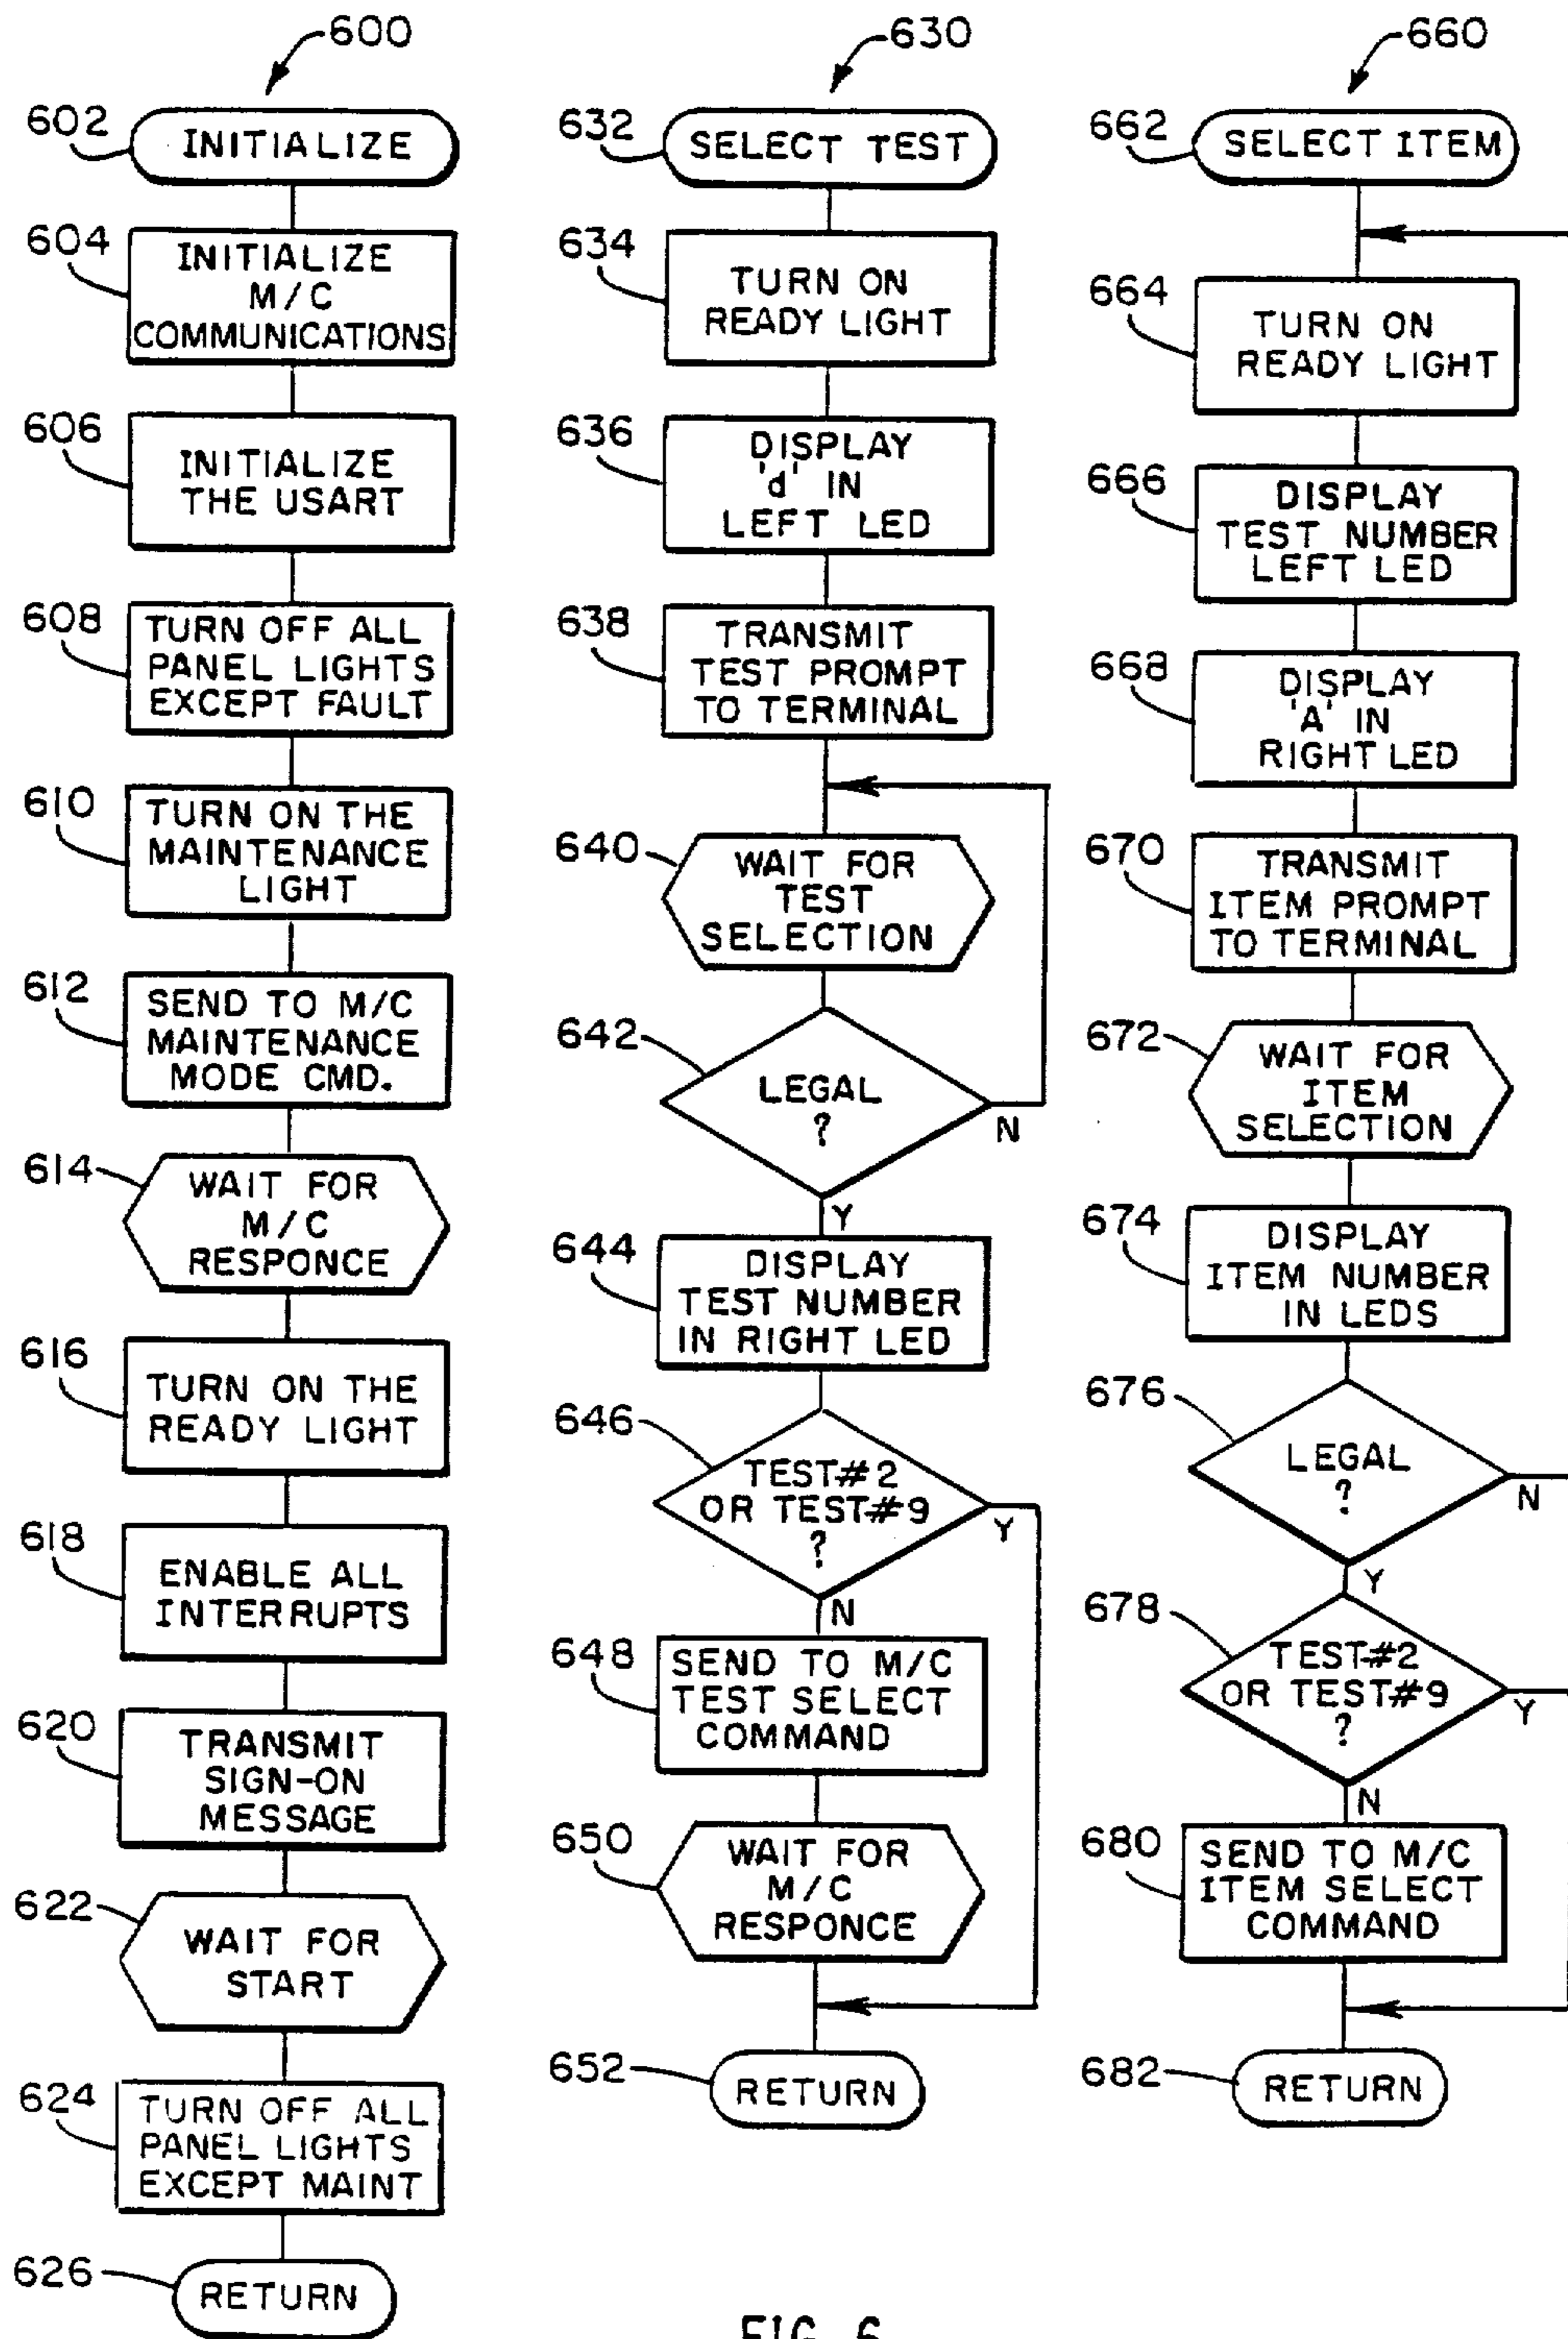 600
602
INITIALIZE
604
INITIALIZE
M/C
COMMUNICATIONS
606
INITIALIZE
THE USART
608
TURN OFF ALL
PANEL LIGHTS
EXCEPT FAULT
610
TURN ON THE
MAINTENANCE
LIGHT
612
SEND TO M/C
MAINTENANCE
MODE CMD.
614
WAIT FOR
M/C
RESPONCE
616
TURN ON THE
READY LIGHT
618
ENABLE ALL
INTERRUPTS
620
TRANSMIT
SIGN-ON
MESSAGE
622
WAIT FOR
START
624
TURN OFF ALL
PANEL LIGHTS
EXCEPT MAINT
626
RETURN
630
632
SELECT TEST
634
TURN ON
READY LIGHT
636
DISPLAY
'd' IN
LEFT LED
638
TRANSMIT
TEST PROMPT
TO TERMINAL
640
WAIT FOR
TEST
SELECTION
642
LEGAL
?
N
Y
644
DISPLAY
TEST NUMBER
IN RIGHT LED
646
TEST#2
OR TEST#9
?
Y
N
648
SEND TO M/C
TEST SELECT
COMMAND
650
WAIT FOR
M/C
RESPONCE
652
RETURN
660
662
SELECT ITEM
664
TURN ON
READY LIGHT
666
DISPLAY
TEST NUMBER
LEFT LED
668
DISPLAY
'A' IN
RIGHT LED
670
TRANSMIT
ITEM PROMPT
TO TERMINAL
672
WAIT FOR
ITEM
SELECTION
674
DISPLAY
ITEM NUMBER
IN LEDS
676
LEGAL
?
N
Y
678
TEST#2
OR TEST#9
?
Y
N
680
SEND TO M/C
ITEM SELECT
COMMAND
682
RETURN
FIG. 6